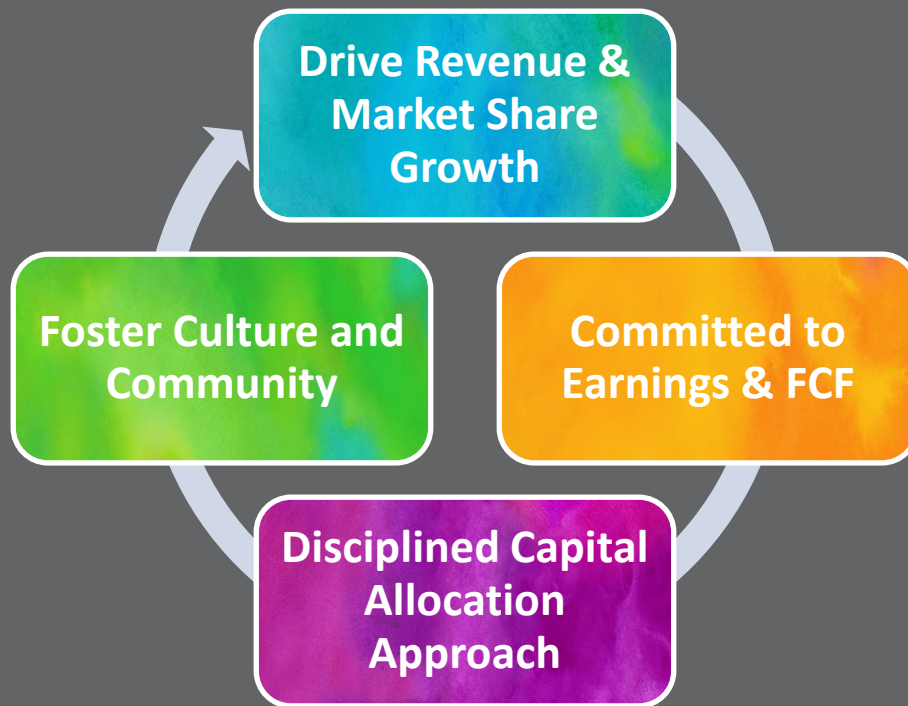 Drive Revenue &
Market Share
Growth
Foster Culture and
Community
Committed to
Earnings & FCF
Disciplined Capital
Allocation
Approach